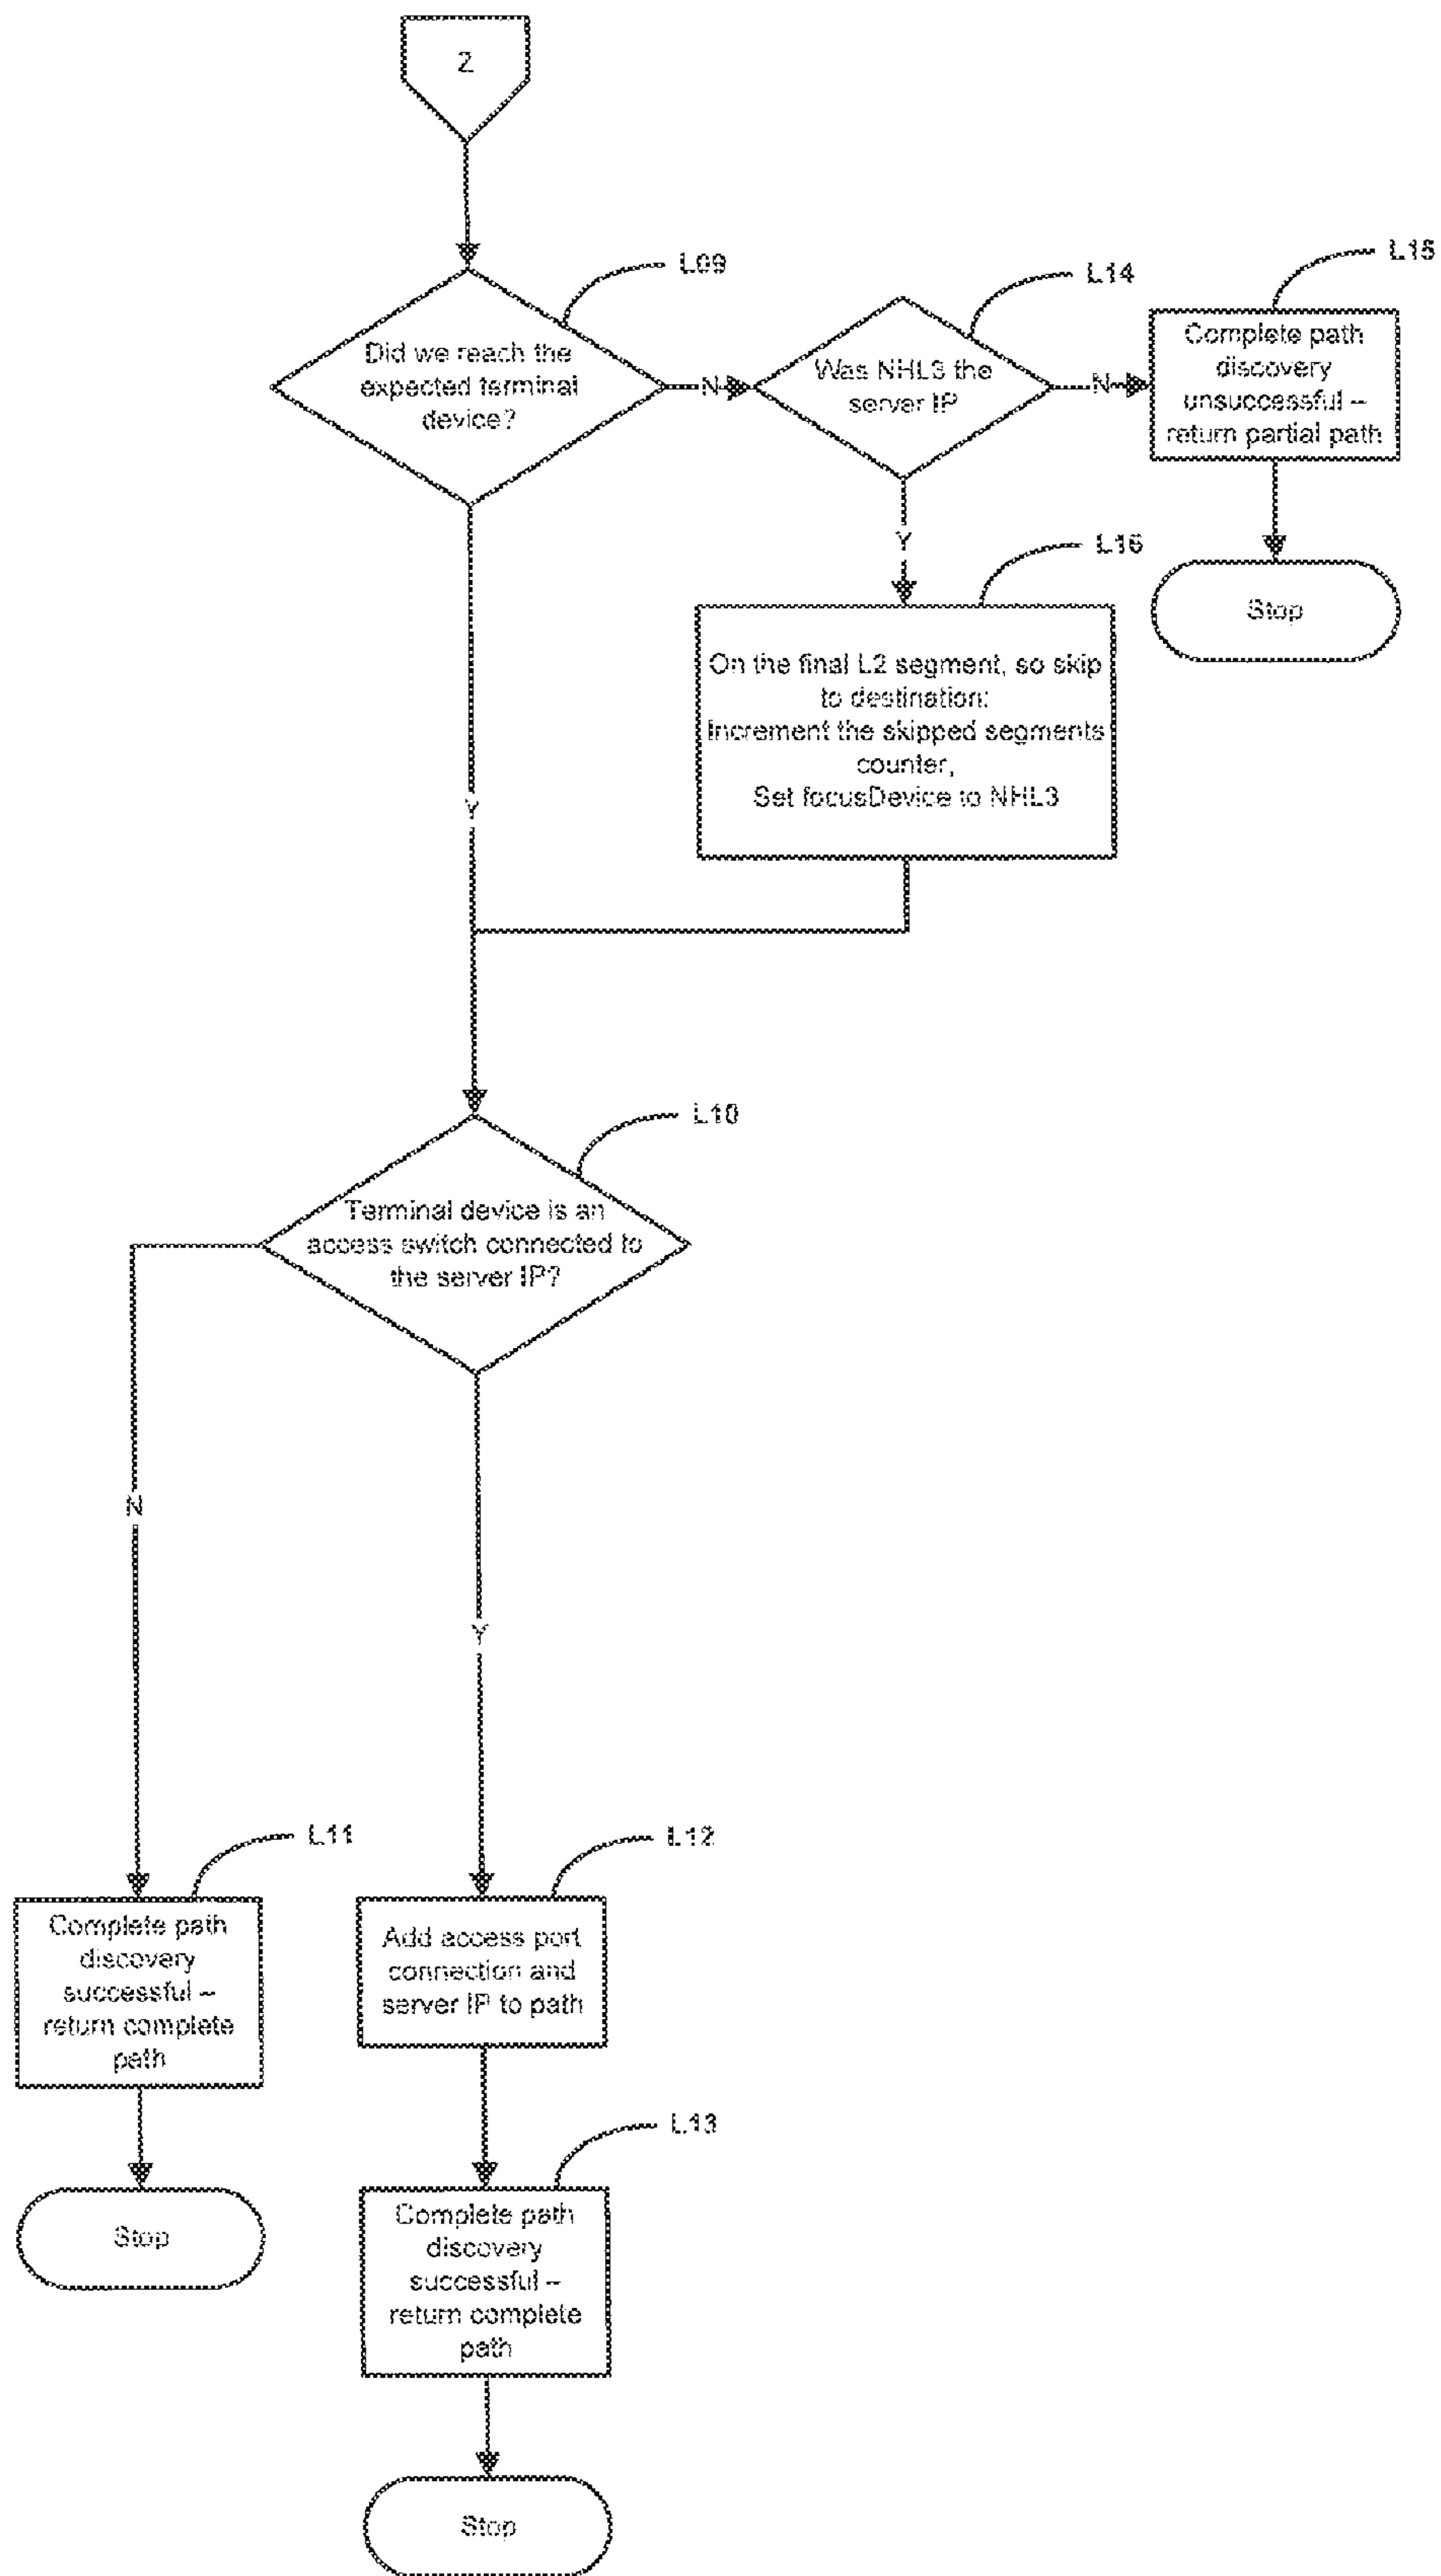 2
L09
Did we reach the
expected terminal
device?
N
L14
Was NHL3 the
server IP
N
L15
Complete path
discovery
unsuccessful –
return partial path
Stop
Y
L16
On the final L2 segment, so skip
to destination:
Increment the skipped segments
counter,
Set focusDevice to NHL3
Y
L10
Terminal device is an
access switch connected to
the server IP?
N
Y
L11
Complete path
discovery
successful –
return complete
path
Stop
L12
Add access port
connection and
server IP to path
L13
Complete path
discovery
successful –
return complete
path
Stop